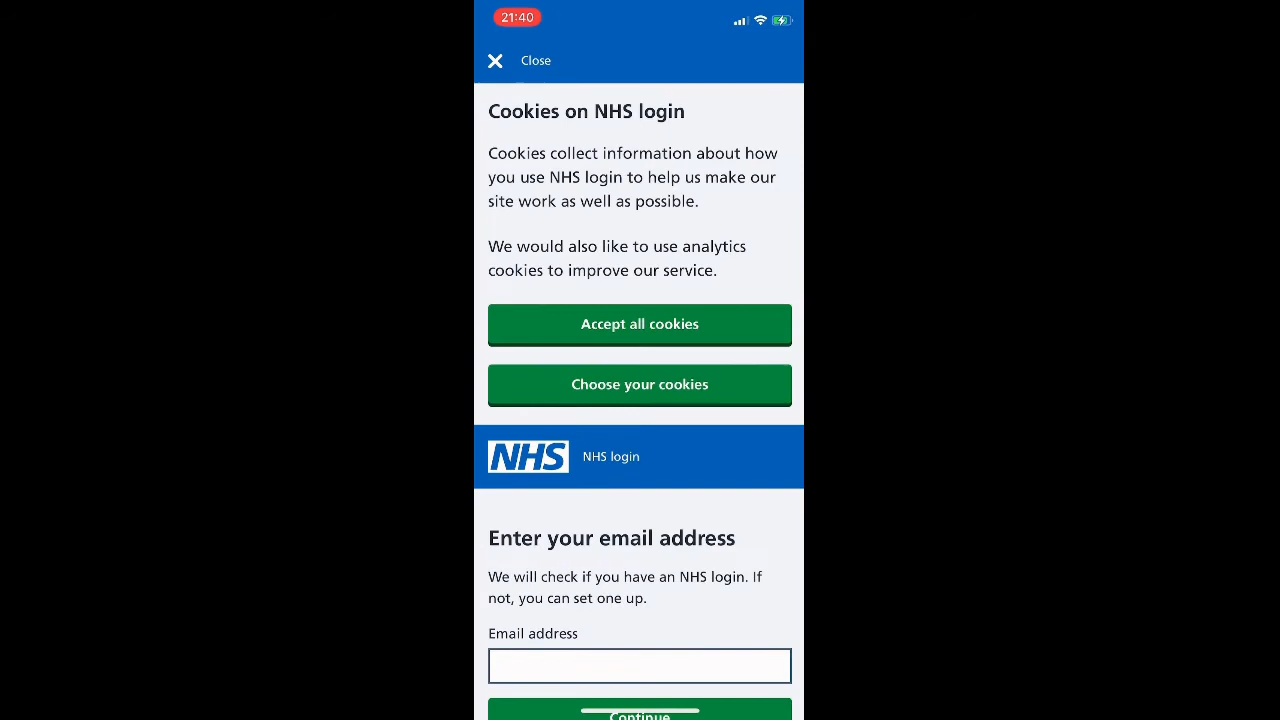 21:40
Close
Cookies on NHS login
Cookies collect information about how
you use NHS login to help us make our
site work as well as possible.
We would also like to use analytics
cookies to improve our service.
Accept all cookies
Choose your cookies
NHS NHS login
Enter your email address
We will check if you have an NHS login. If
not, you can set one up.
Email address
Continue